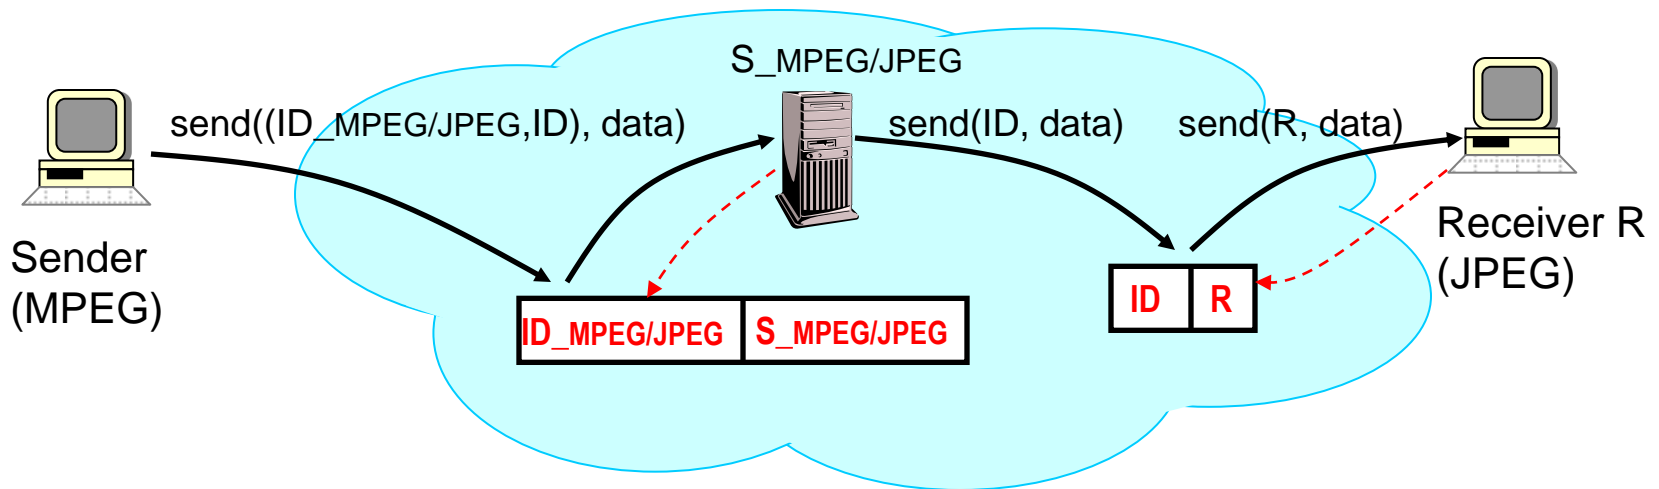 S_MPEG/JPEG
send((ID_MPEG/JPEG,ID), data)
send(ID, data)
send(R, data)
Sender
(MPEG)
ID_MPEG/JPEG
S_MPEG/JPEG
ID
R
Receiver R
(JPEG)